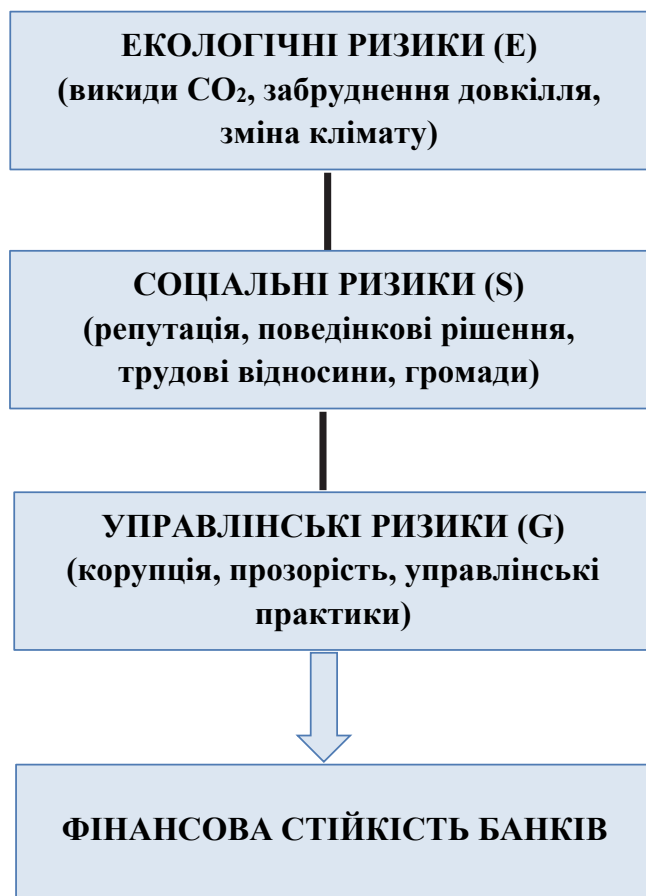 ЕКОЛОГІЧНІ РИЗИКИ (E)
(викиди CO₂, забруднення довкілля,
зміна клімату)
СОЦІАЛЬНІ РИЗИКИ (S)
(репутація, поведінкові рішення,
трудові відносини, громади)
УПРАВЛІНСЬКІ РИЗИКИ (G)
(корупція, прозорість, управлінські
практики)
ФІНАНСОВА СТІЙКІСТЬ БАНКІВ